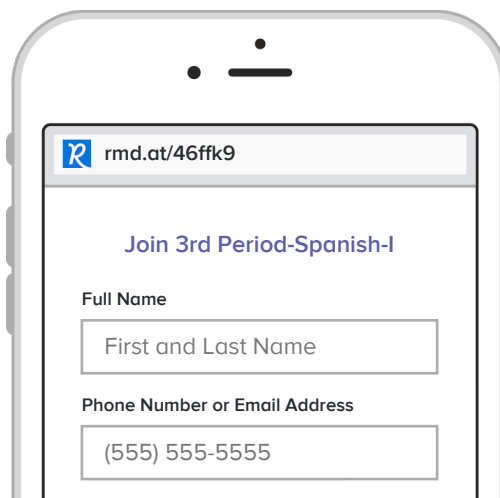 rmd.at/46ffk9
Join 3rd Period-Spanish-I
Full Name
First and Last Name
Phone Number or Email Address
(555) 555-5555